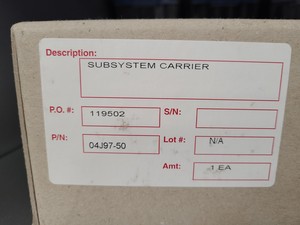 Description:
SUBSYSTEM CARRIER
P.O. #: 119502 S/N:
P/N: 04J97-50 Lot #: N/A
Amt: 1 EA